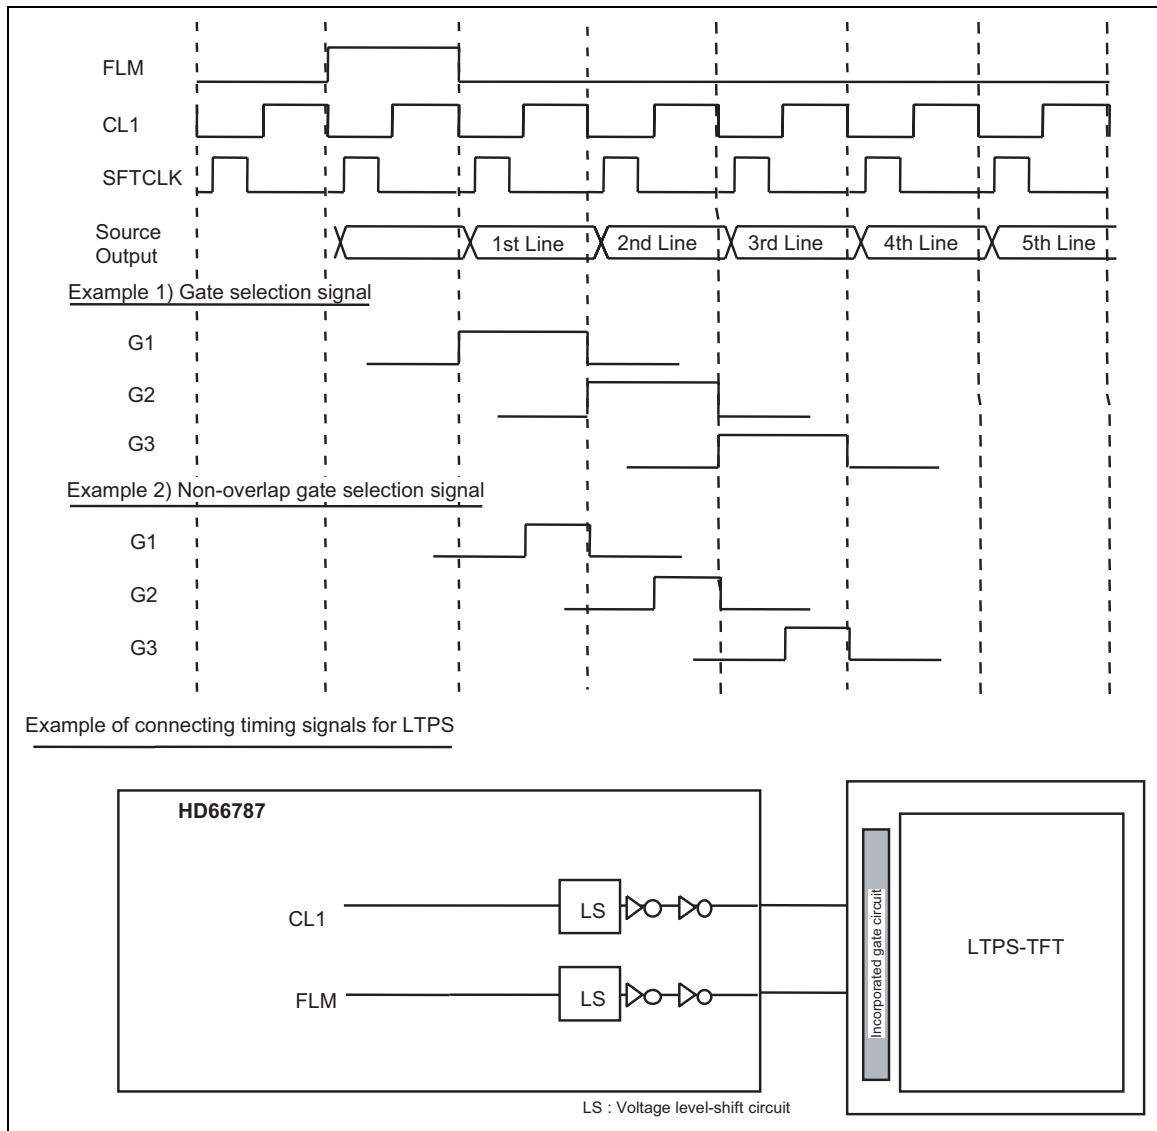 FLM
CL1
SFTCLK
Source
Output
1st Line
2nd Line
3rd Line
4th Line
5th Line
Example 1) Gate selection signal
G1
G2
G3
Example 2) Non-overlap gate selection signal
G1
G2
G3
Example of connecting timing signals for LTPS
HD66787
CL1
LS
FLM
LS
Incorporated gate circuit
LTPS-TFT
LS : Voltage level-shift circuit